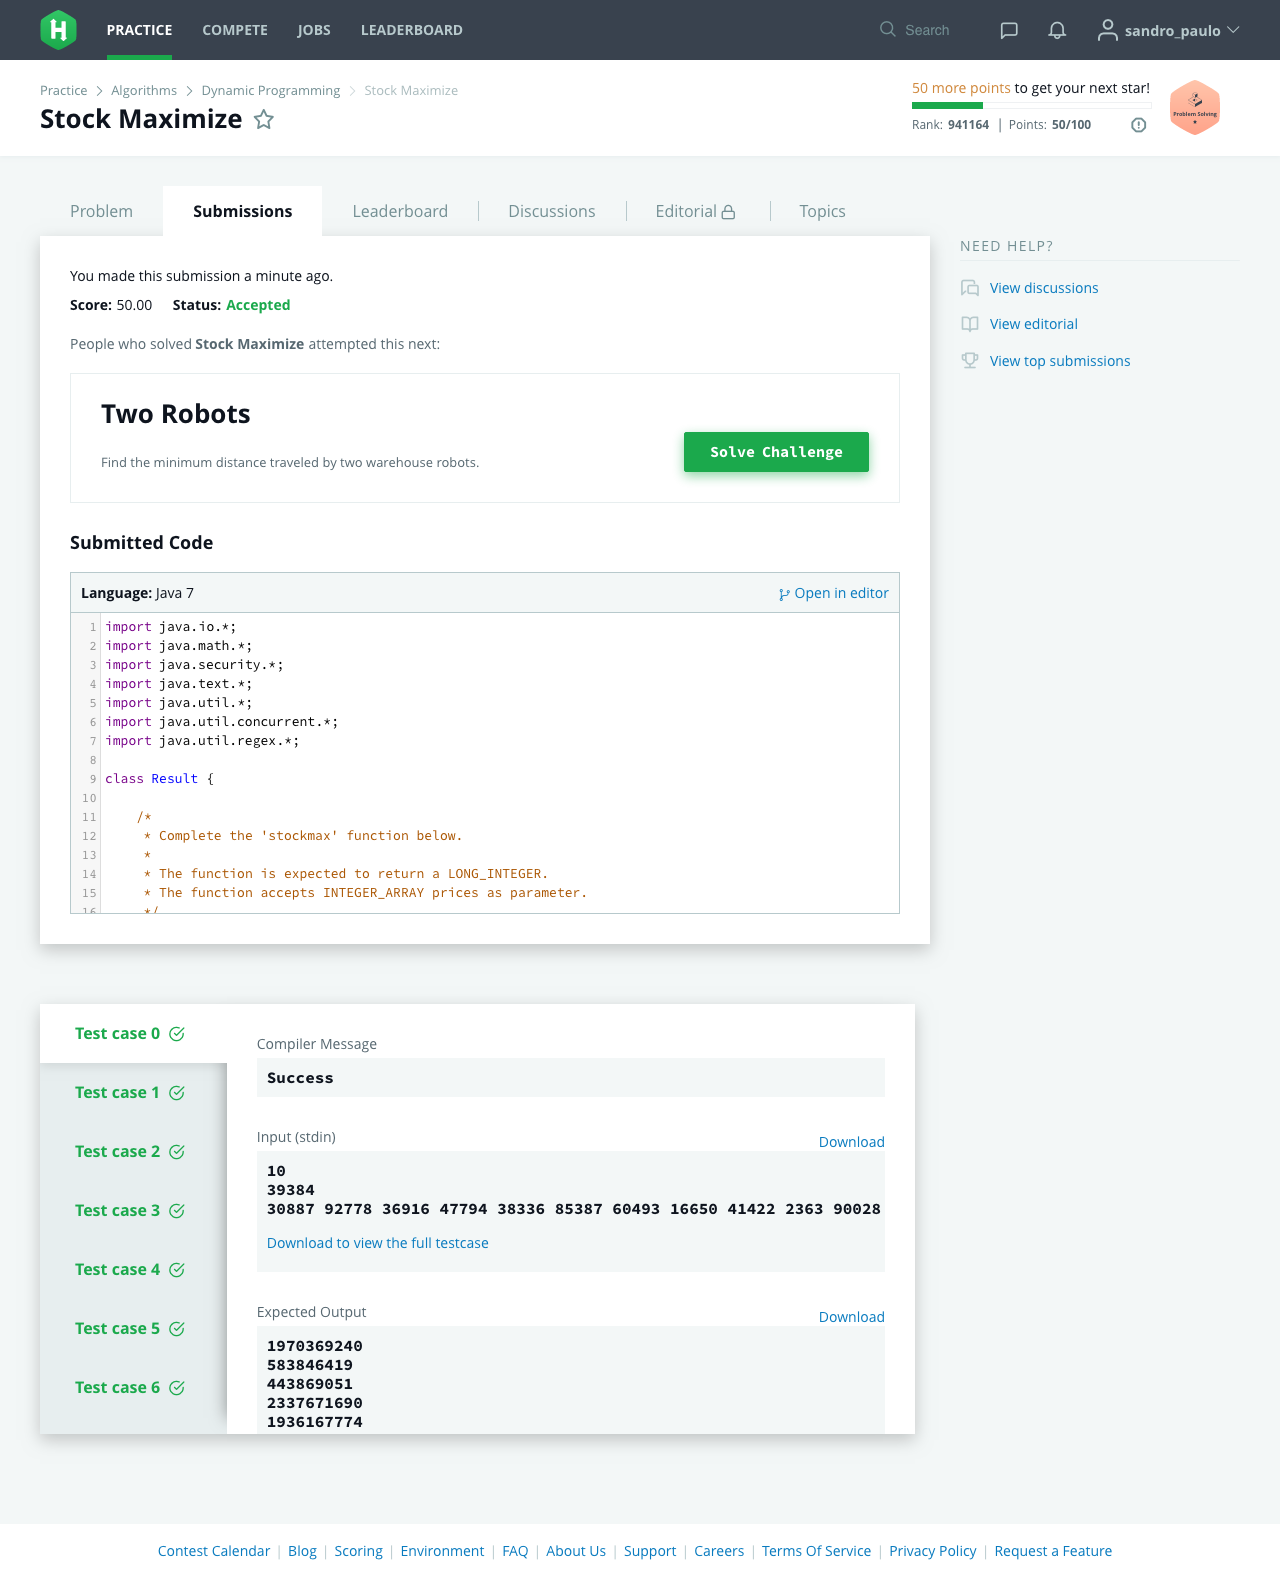 H PRACTICE COMPETE JOBS LEADERBOARD Search sandro_paulo
Practice Algorithms Dynamic Programming Stock Maximize
Stock Maximize
50 more points to get your next star!
Rank: 941164 | Points: 50/100
Problem Solving
Problem Submissions Leaderboard Discussions Editorial Topics
NEED HELP?
View discussions
View editorial
View top submissions
You made this submission a minute ago.
Score: 50.00 Status: Accepted
People who solved Stock Maximize attempted this next:
Two Robots
Find the minimum distance traveled by two warehouse robots.
Solve Challenge
Submitted Code
Language: Java 7 Open in editor
1 import java.io.*;
2 import java.math.*;
3 import java.security.*;
4 import java.text.*;
5 import java.util.*;
6 import java.util.concurrent.*;
7 import java.util.regex.*;
8
9 class Result {
10
11 /*
12 * Complete the 'stockmax' function below.
13 *
14 * The function is expected to return a LONG_INTEGER.
15 * The function accepts INTEGER_ARRAY prices as parameter.
16 */
Test case 0
Test case 1
Test case 2
Test case 3
Test case 4
Test case 5
Test case 6
Compiler Message
Success
Input (stdin) Download
10
39384
30887 92778 36916 47794 38336 85387 60493 16650 41422 2363 90028
Download to view the full testcase
Expected Output Download
1970369240
583846419
443869051
2337671690
1936167774
Contest Calendar | Blog | Scoring | Environment | FAQ | About Us | Support | Careers | Terms Of Service | Privacy Policy | Request a Feature